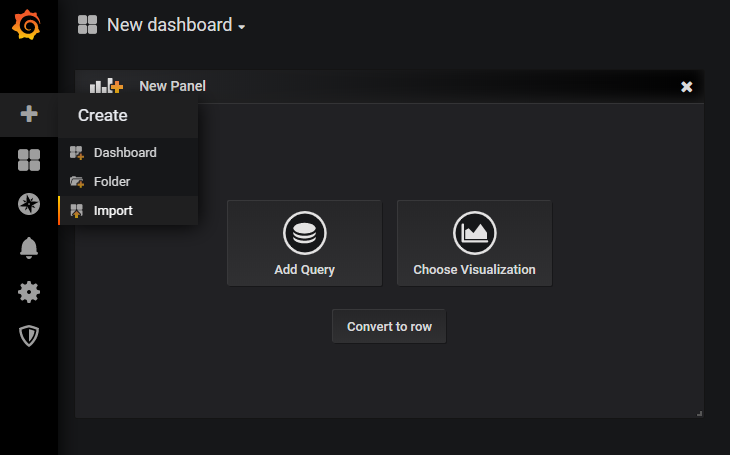 New dashboard
New Panel
Create
Dashboard
Folder
Import
Add Query
Choose Visualization
Convert to row